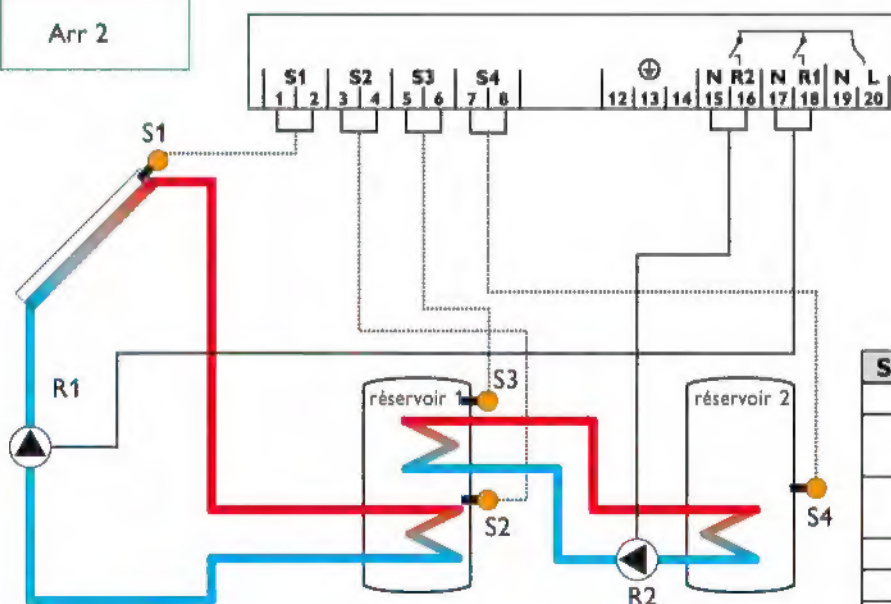 Arr 2
S1 S2 S3 S4 N R2 N R1 N L
1 2 3 4 5 6 7 8 12 13 14 15 16 17 18 19 20
S1
R1
S3
réservoir 1
réservoir 2
S2
S4
R2
S